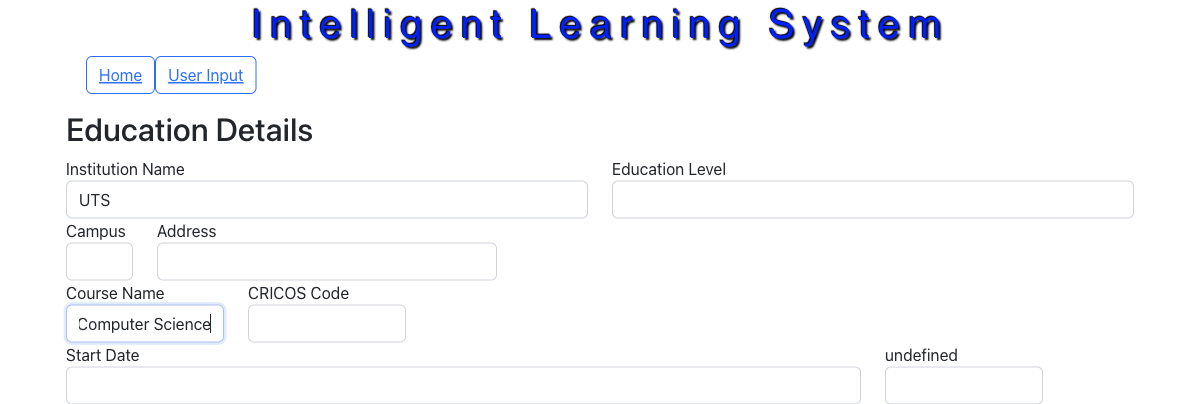 Intelligent Learning System
Home User Input
Education Details
Institution Name Education Level
UTS
Campus Address
Course Name CRICOS Code
Computer Science
Start Date undefined